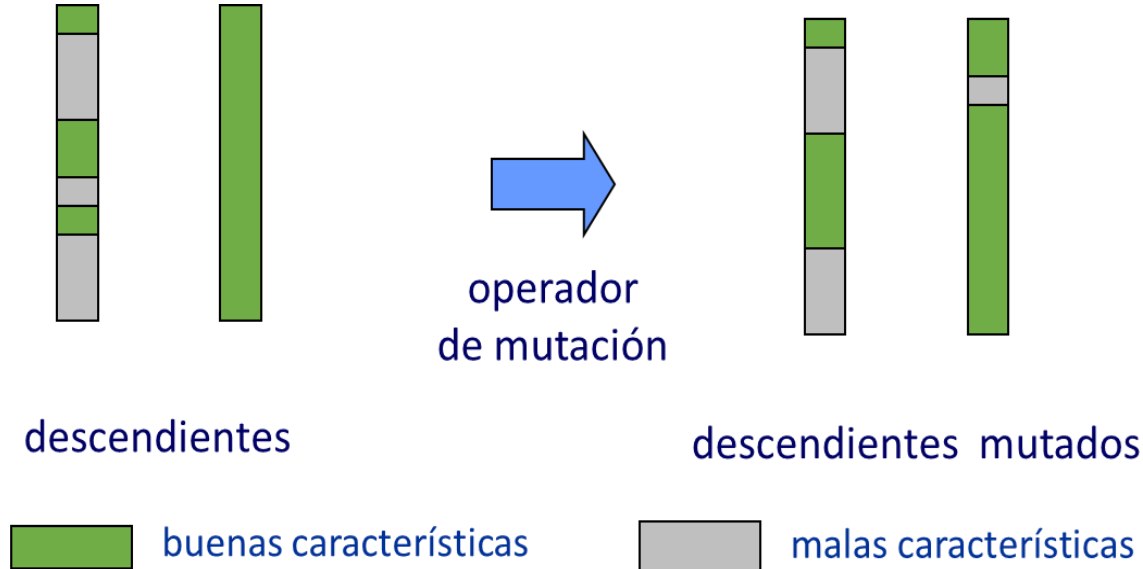 operador
de mutación
descendientes
descendientes mutados
buenas características
malas características